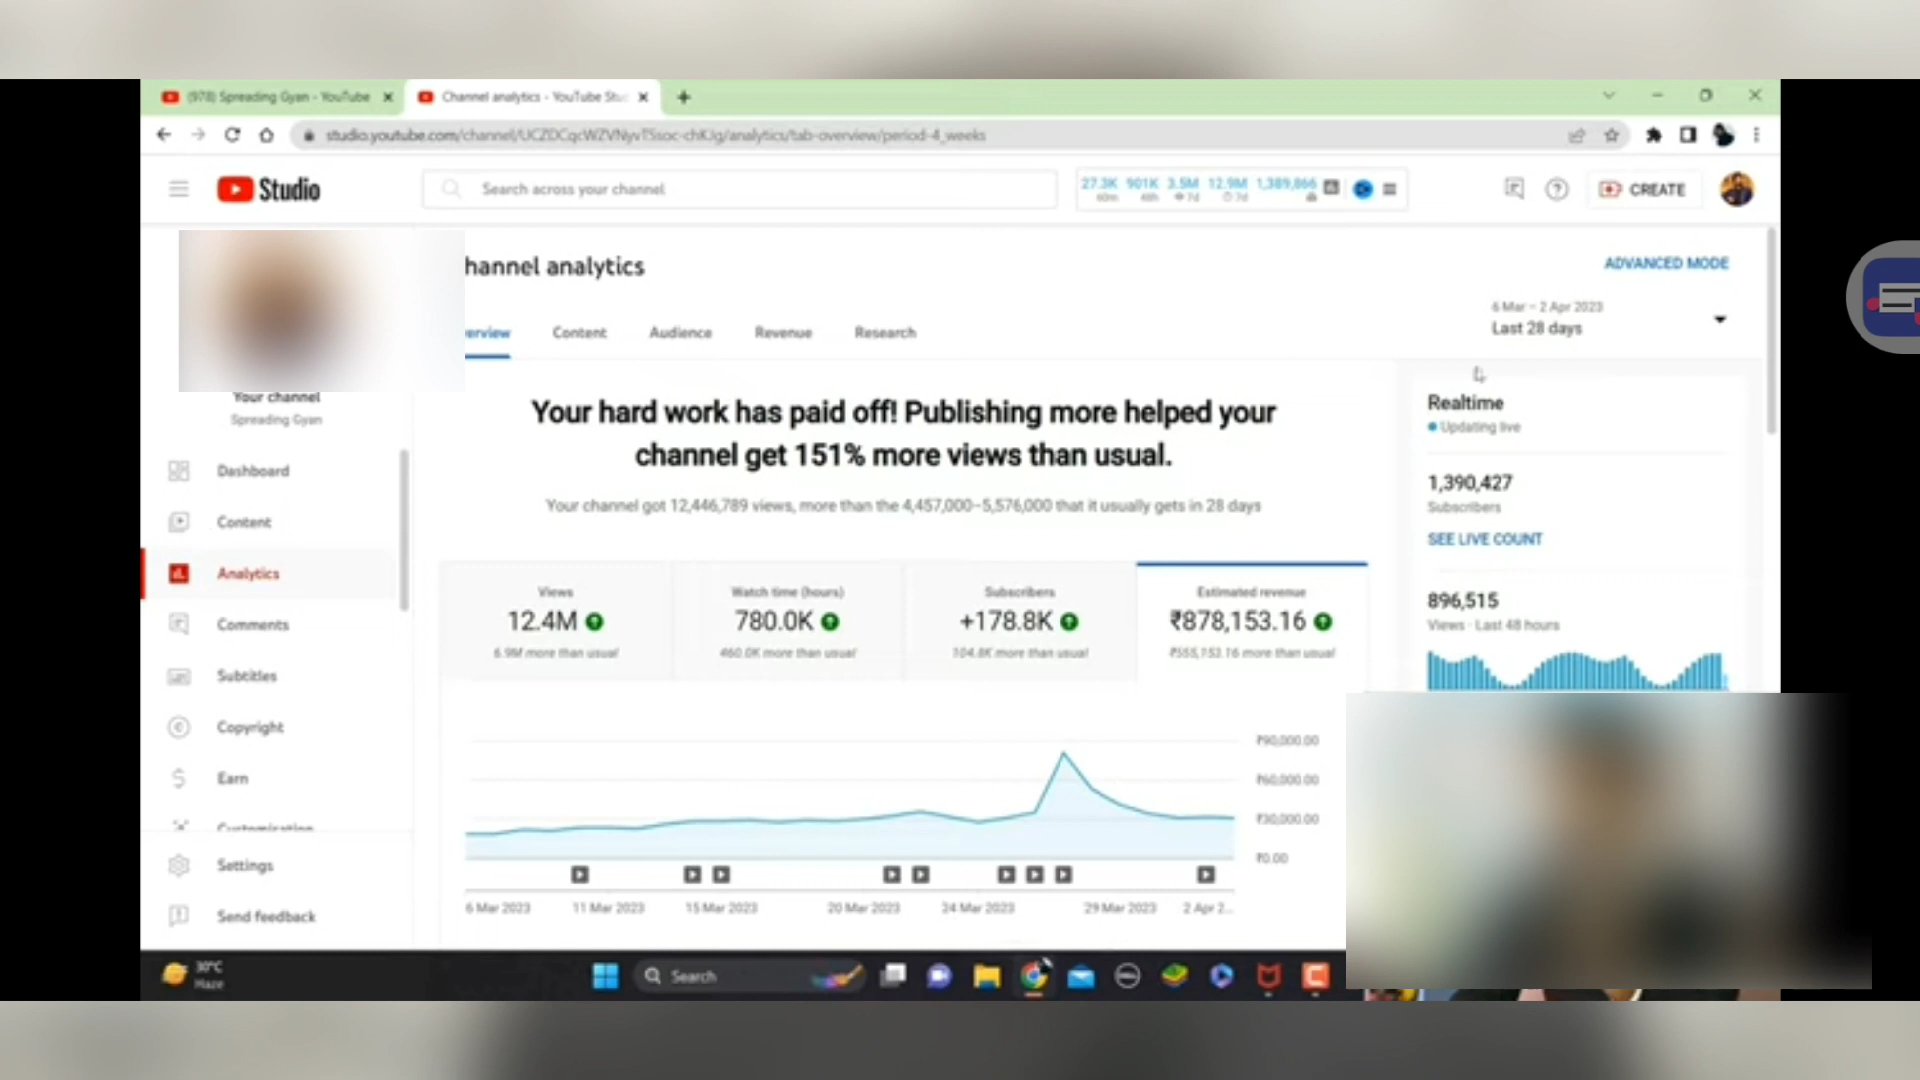 (978) Spreading Gyan - YouTube
Channel analytics - YouTube Stu
studio.youtube.com/channel/
/analytics/tab-overview/period-4_weeks
Studio
Search across your channel
27.3K 901K 3.5M 12.9M 1,389,866
60m 48h 7d 7d
CREATE
hannel analytics
ADVANCED MODE
6 Mar – 2 Apr 2023
Last 28 days
erview Content Audience Revenue Research
Your channel
Spreading Gyan
Dashboard
Content
Analytics
Comments
Subtitles
Copyright
Earn
Customisation
Settings
Send feedback
Your hard work has paid off! Publishing more helped your
channel get 151% more views than usual.
Your channel got 12,446,789 views, more than the 4,457,000–5,576,000 that it usually gets in 28 days
Views
12.4M
6.9M more than usual
Watch time (hours)
780.0K
460.0K more than usual
Subscribers
+178.8K
104.8K more than usual
Estimated revenue
₹878,153.16
₹555,153.16 more than usual
₹90,000.00
₹60,000.00
₹30,000.00
₹0.00
6 Mar 2023 11 Mar 2023 15 Mar 2023 20 Mar 2023 24 Mar 2023 29 Mar 2023 2 Apr 2...
Realtime
Updating live
1,390,427
Subscribers
SEE LIVE COUNT
896,515
Views · Last 48 hours
30°C
Haze
Search